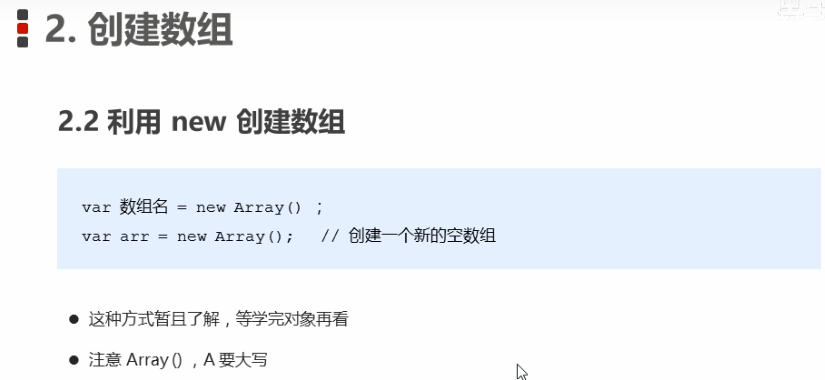 2. 创建数组
2.2 利用 new 创建数组
var 数组名 = new Array() ;
var arr = new Array();   // 创建一个新的空数组
● 这种方式暂且了解，等学完对象再看
● 注意 Array () ，A 要大写